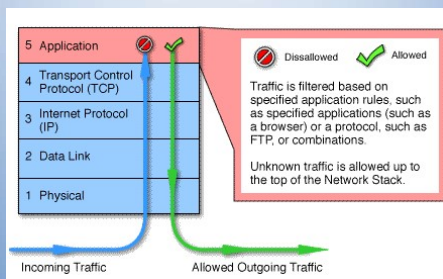 5 Application
4 Transport Control
Protocol (TCP)
3 Internet Protocol
(IP)
2 Data Link
1 Physical
Incoming Traffic
Allowed Outgoing Traffic
Disallowed
Allowed
Traffic is filtered based on
specified application rules, such
as specified applications (such as
a browser) or a protocol, such as
FTP, or combinations.
Unknown traffic is allowed up to
the top of the Network Stack.